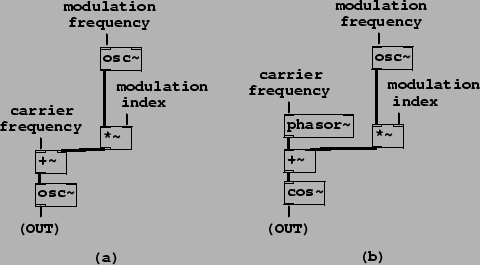 modulation
frequency
osc~
modulation
index
carrier
frequency
*~
+~
osc~
(OUT)
(a)
modulation
frequency
osc~
carrier
frequency
modulation
index
phasor~
*~
+~
cos~
(OUT)
(b)